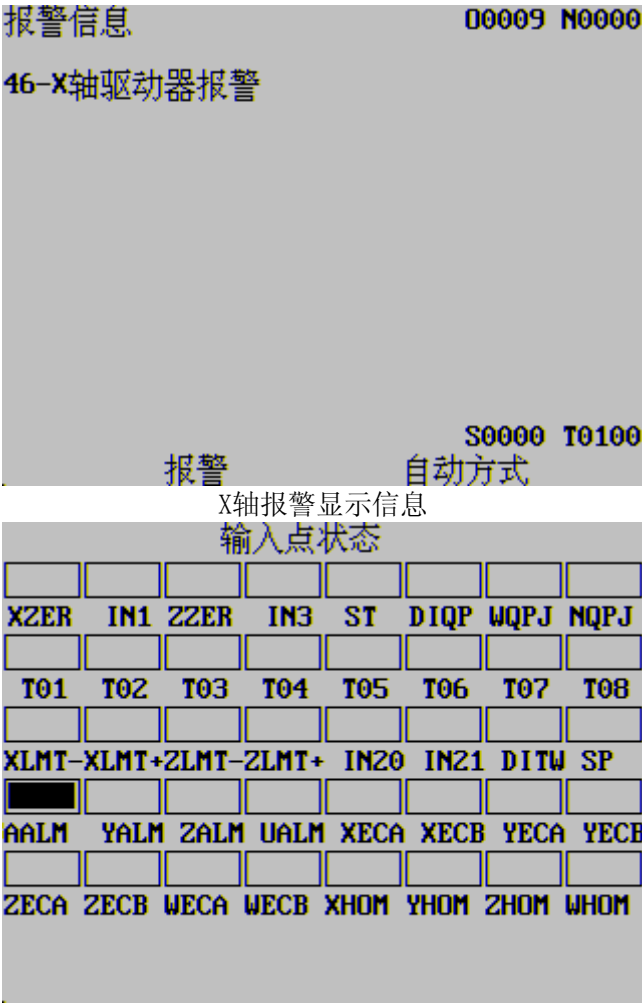 报警信息 O0009 N0000
46-X轴驱动器报警
S0000 T0100
报警 自动方式
X轴报警显示信息
输入点状态
XZER IN1 ZZER IN3 ST DIQP WQPJ NQPJ
T01 T02 T03 T04 T05 T06 T07 T08
XLMT-XLMT+ZLMT-ZLMT+ IN20 IN21 DITW SP
AALM YALM ZALM UALM XECA XECB YECA YECB
ZECA ZECB WECA WECB XHOM YHOM ZHOM WHOM